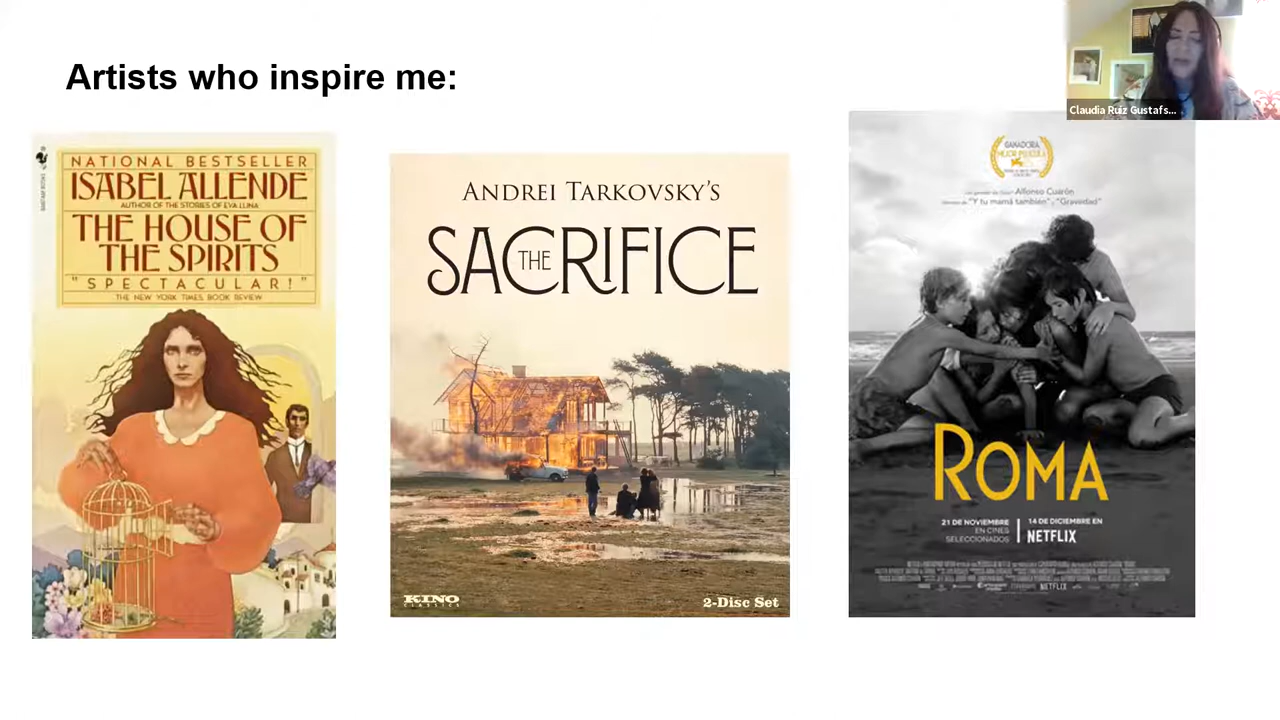 Artists who inspire me:
Claudia Ruiz Gustafs...
NATIONAL BESTSELLER
ISABEL ALLENDE
AUTHOR OF THE STORIES OF EVA LUNA
THE HOUSE OF
THE SPIRITS
"SPECTACULAR!"
THE NEW YORK TIMES BOOK REVIEW
ANDREI TARKOVSKY'S
THE SACRIFICE
KINO
CLASSICS
2-Disc Set
GANADORA
MEJOR PELÍCULA
Alfonso Cuarón
"Y tu mamá también", "Gravedad"
ROMA
21 DE NOVIEMBRE
EN CINES
SELECCIONADOS
14 DE DICIEMBRE EN
NETFLIX
NETFLIX